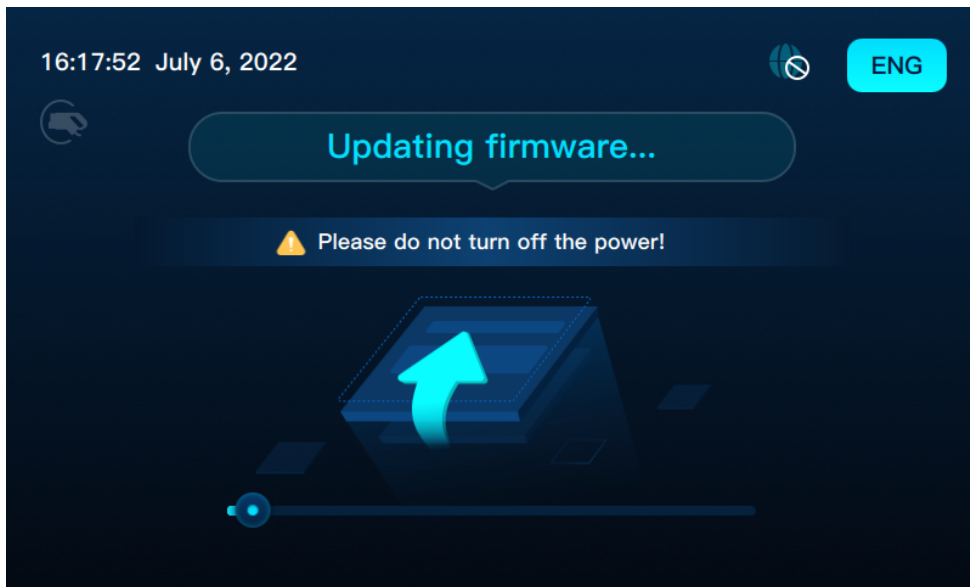 16:17:52 July 6, 2022
ENG
Updating firmware...
Please do not turn off the power!